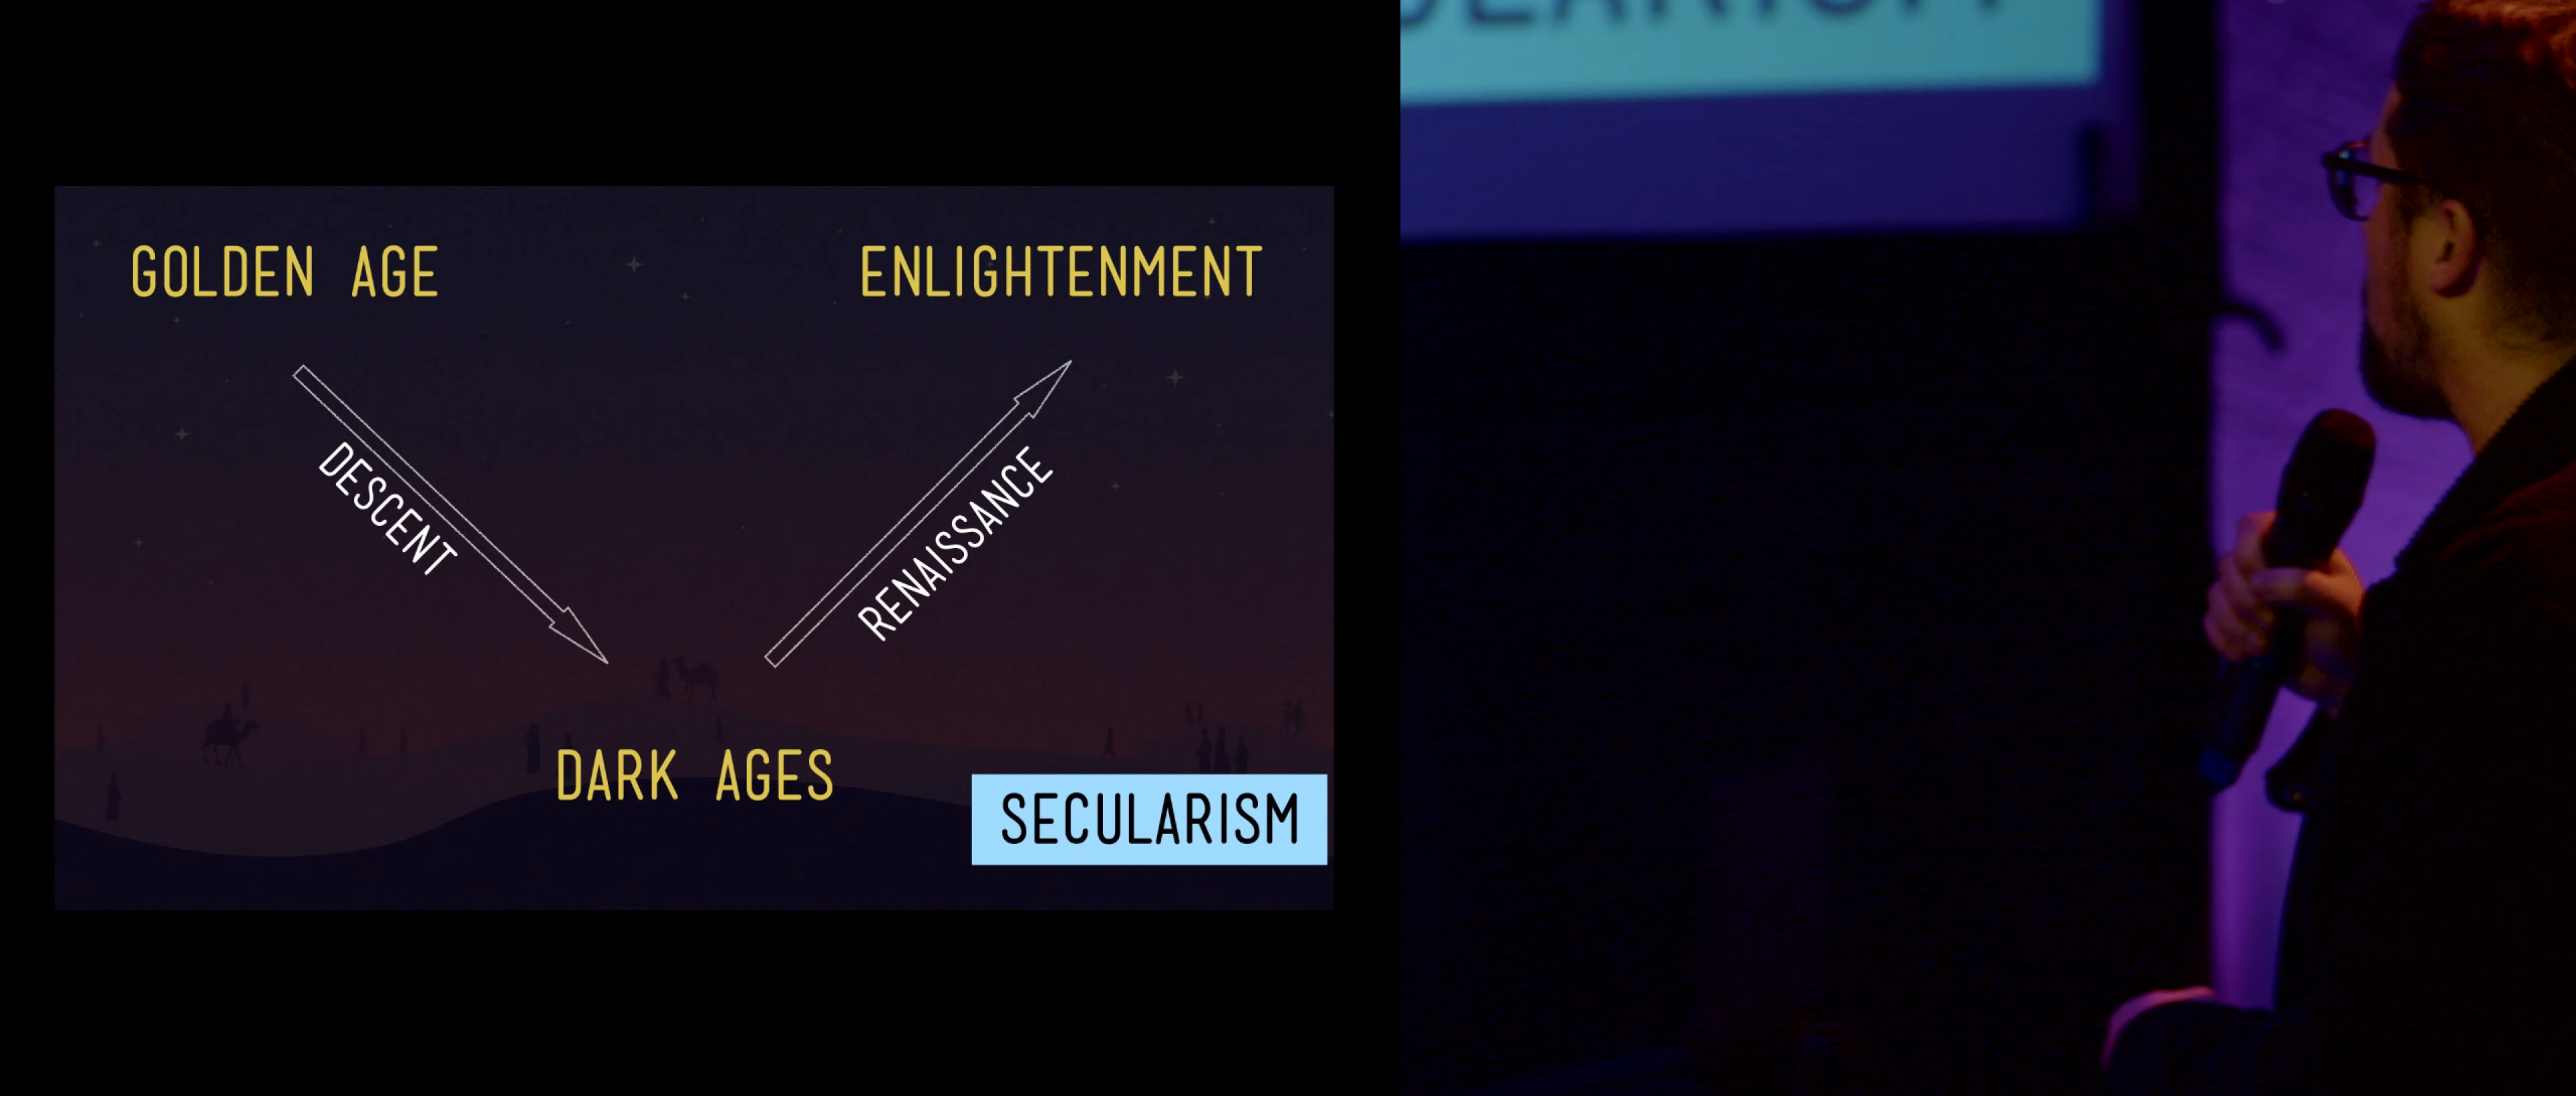 GOLDEN AGE
ENLIGHTENMENT
DESCENT
RENAISSANCE
DARK AGES
SECULARISM